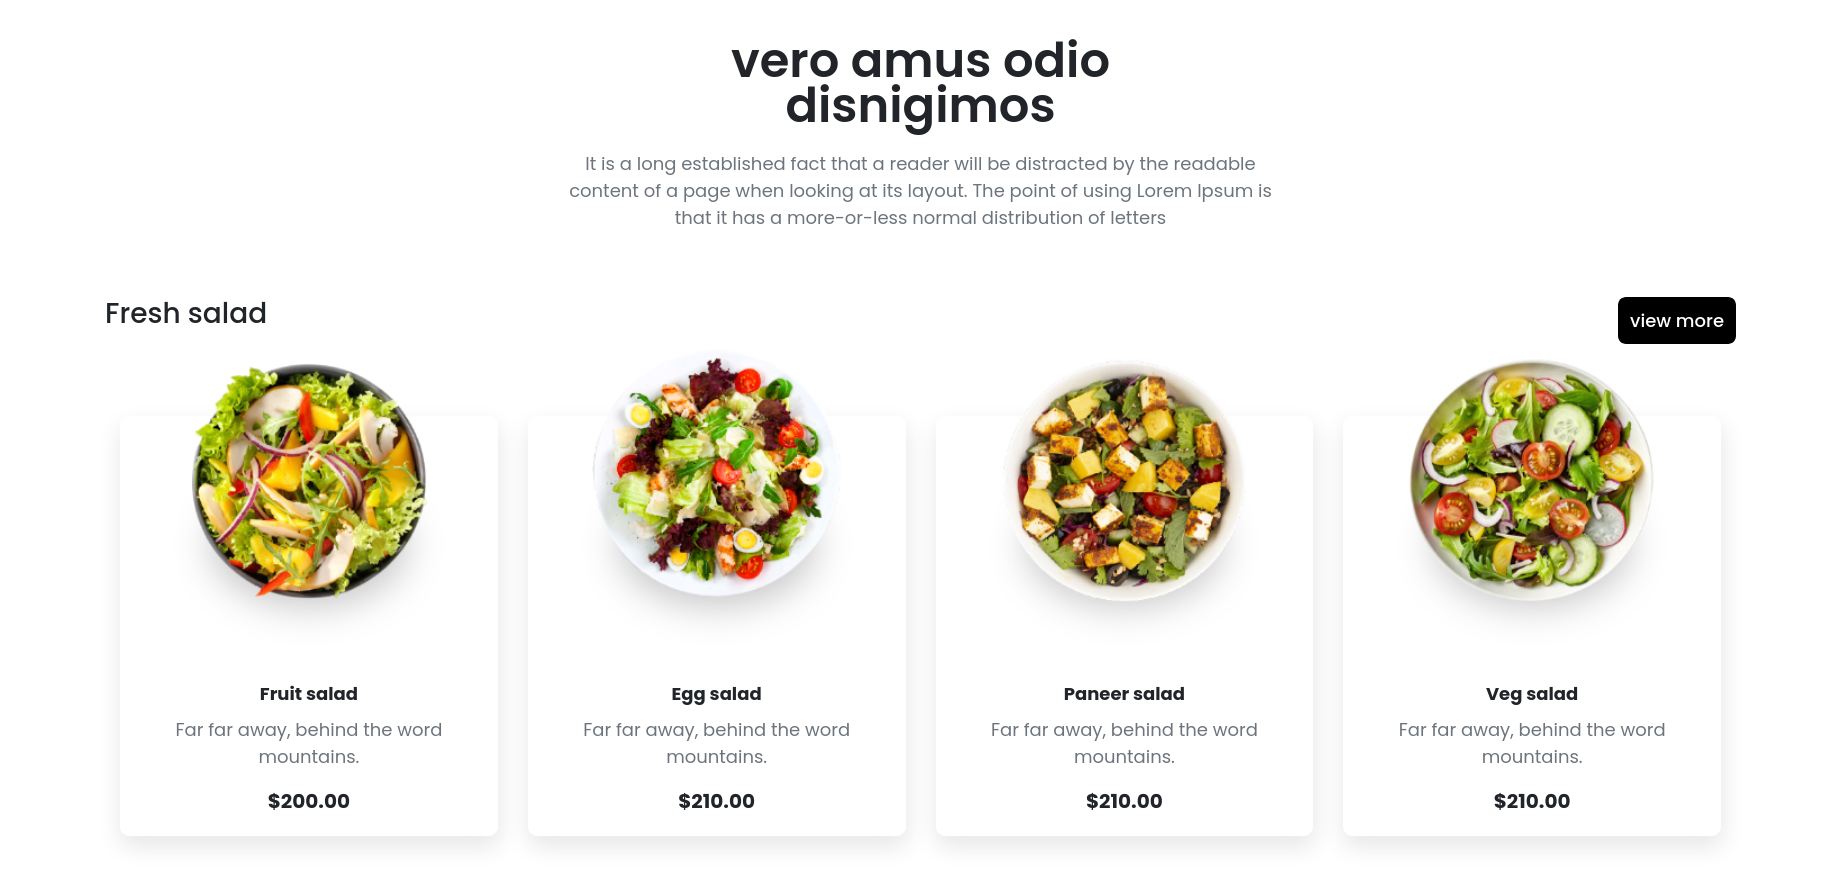 vero amus odio
disnigimos
It is a long established fact that a reader will be distracted by the readable
content of a page when looking at its layout. The point of using Lorem Ipsum is
that it has a more-or-less normal distribution of letters
Fresh salad
view more
Fruit salad
Far far away, behind the word
mountains.
$200.00
Egg salad
Far far away, behind the word
mountains.
$210.00
Paneer salad
Far far away, behind the word
mountains.
$210.00
Veg salad
Far far away, behind the word
mountains.
$210.00